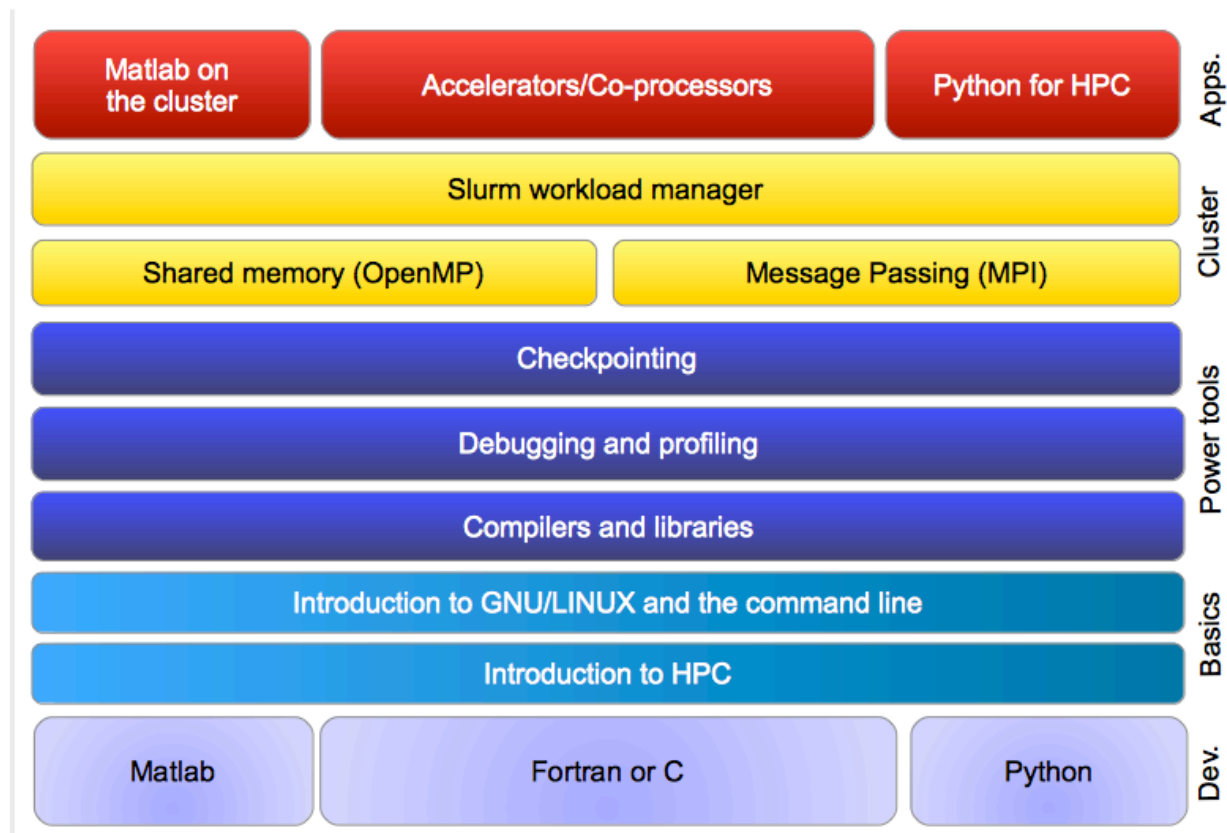 Matlab on
the cluster
Accelerators/Co-processors
Python for HPC
Apps.
Slurm workload manager
Shared memory (OpenMP)
Message Passing (MPI)
Cluster
Checkpointing
Debugging and profiling
Compilers and libraries
Power tools
Introduction to GNU/LINUX and the command line
Introduction to HPC
Basics
Matlab
Fortran or C
Python
Dev.